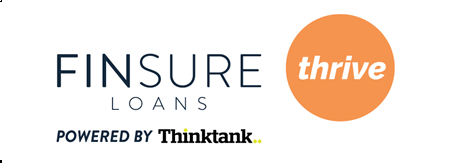 FINSURE
LOANS
thrive
POWERED BY Thinktank..